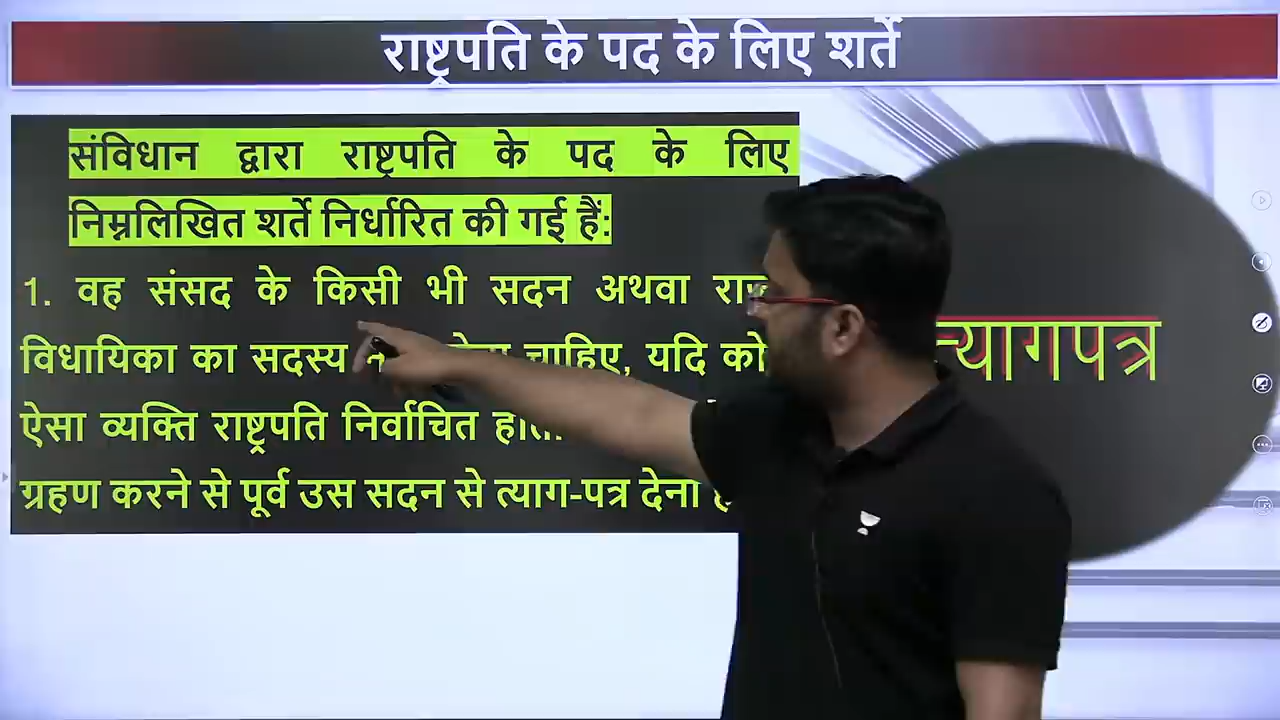 राष्ट्रपति के पद के लिए शर्ते
संविधान द्वारा राष्ट्रपति के पद के लिए
निम्नलिखित शर्ते निर्धारित की गई हैं:
1. वह संसद के किसी भी सदन अथवा
विधायिका का सदस्य चाहिए, यदि
ऐसा व्यक्ति राष्ट्रपति निर्वाचित
ग्रहण करने से पूर्व उस सदन से त्याग-पत्र देना
त्यागपत्र